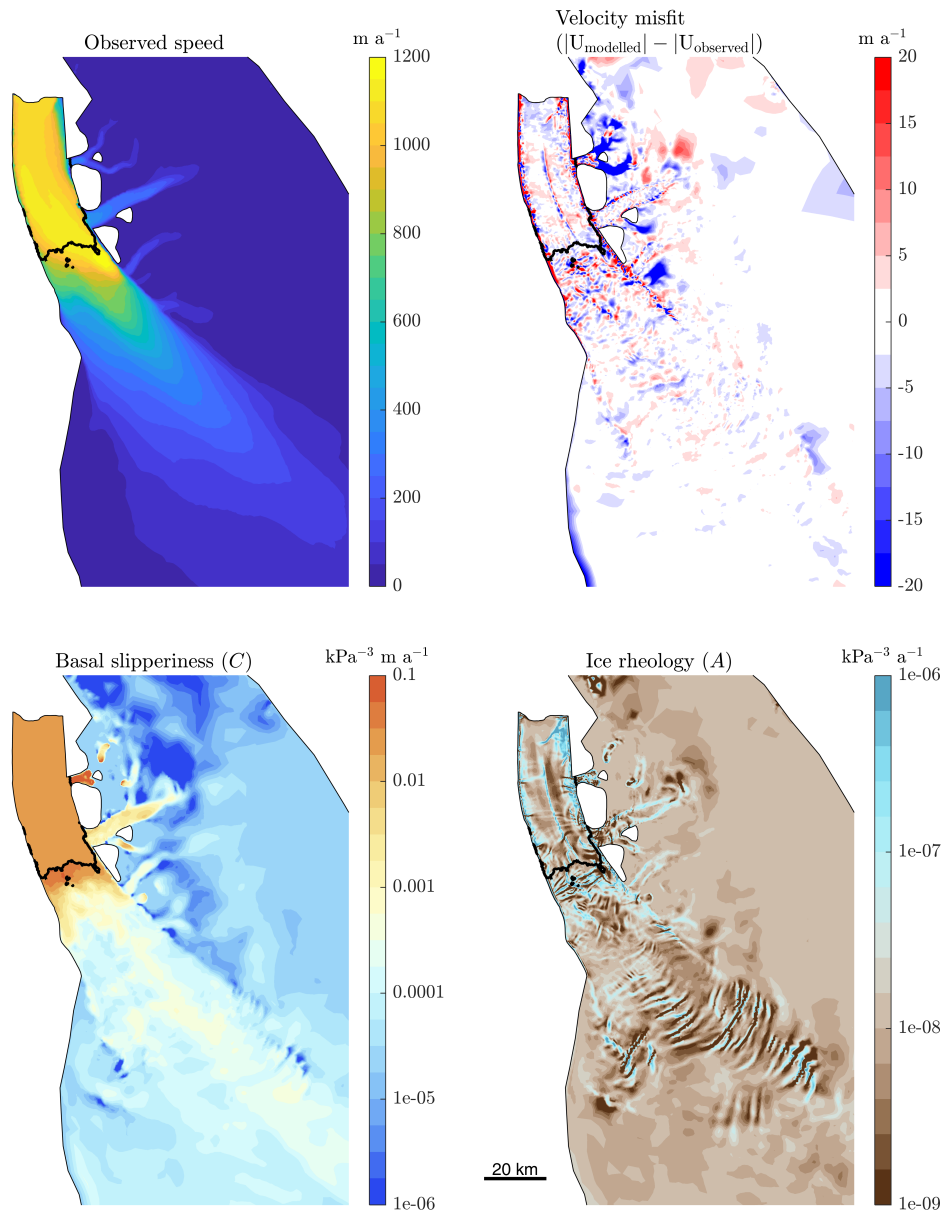 Observed speed
m a⁻¹
1200
1000
800
600
400
200
0
Velocity misfit
(|U_modelled| − |U_observed|)
m a⁻¹
20
15
10
5
0
-5
-10
-15
-20
Basal slipperiness (C)
kPa⁻³ m a⁻¹
0.1
0.01
0.001
0.0001
1e-05
1e-06
Ice rheology (A)
kPa⁻³ a⁻¹
1e-06
1e-07
1e-08
1e-09
20 km